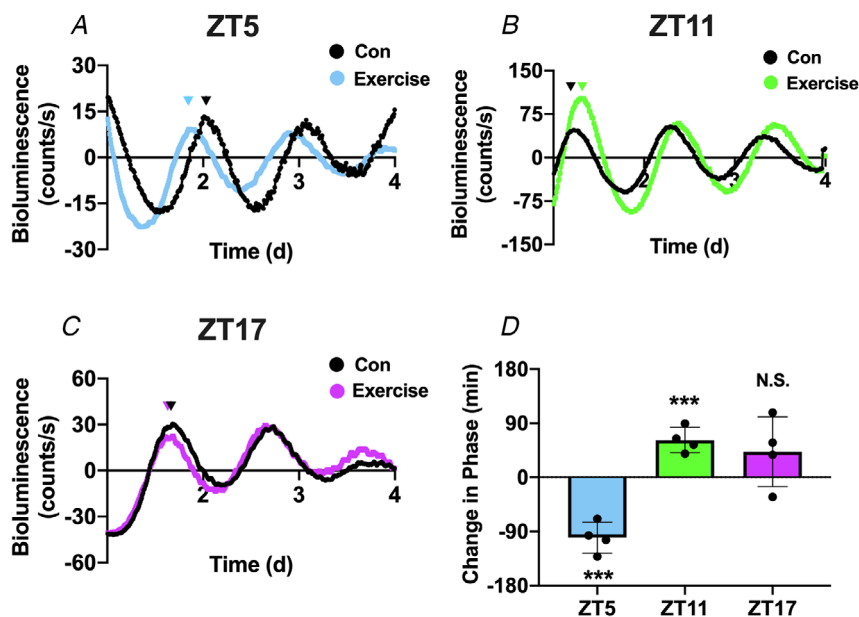 A ZT5
Con
Exercise
Bioluminescence
(counts/s)
30
15
0
-15
-30
2 3 4
Time (d)
B ZT11
Con
Exercise
Bioluminescence
(counts/s)
150
75
0
-75
-150
2 3 4
Time (d)
C ZT17
Con
Exercise
Bioluminescence
(counts/s)
60
30
0
-30
-60
2 3 4
Time (d)
D
Change in Phase (min)
180
90
0
-90
-180
***
***
N.S.
ZT5 ZT11 ZT17